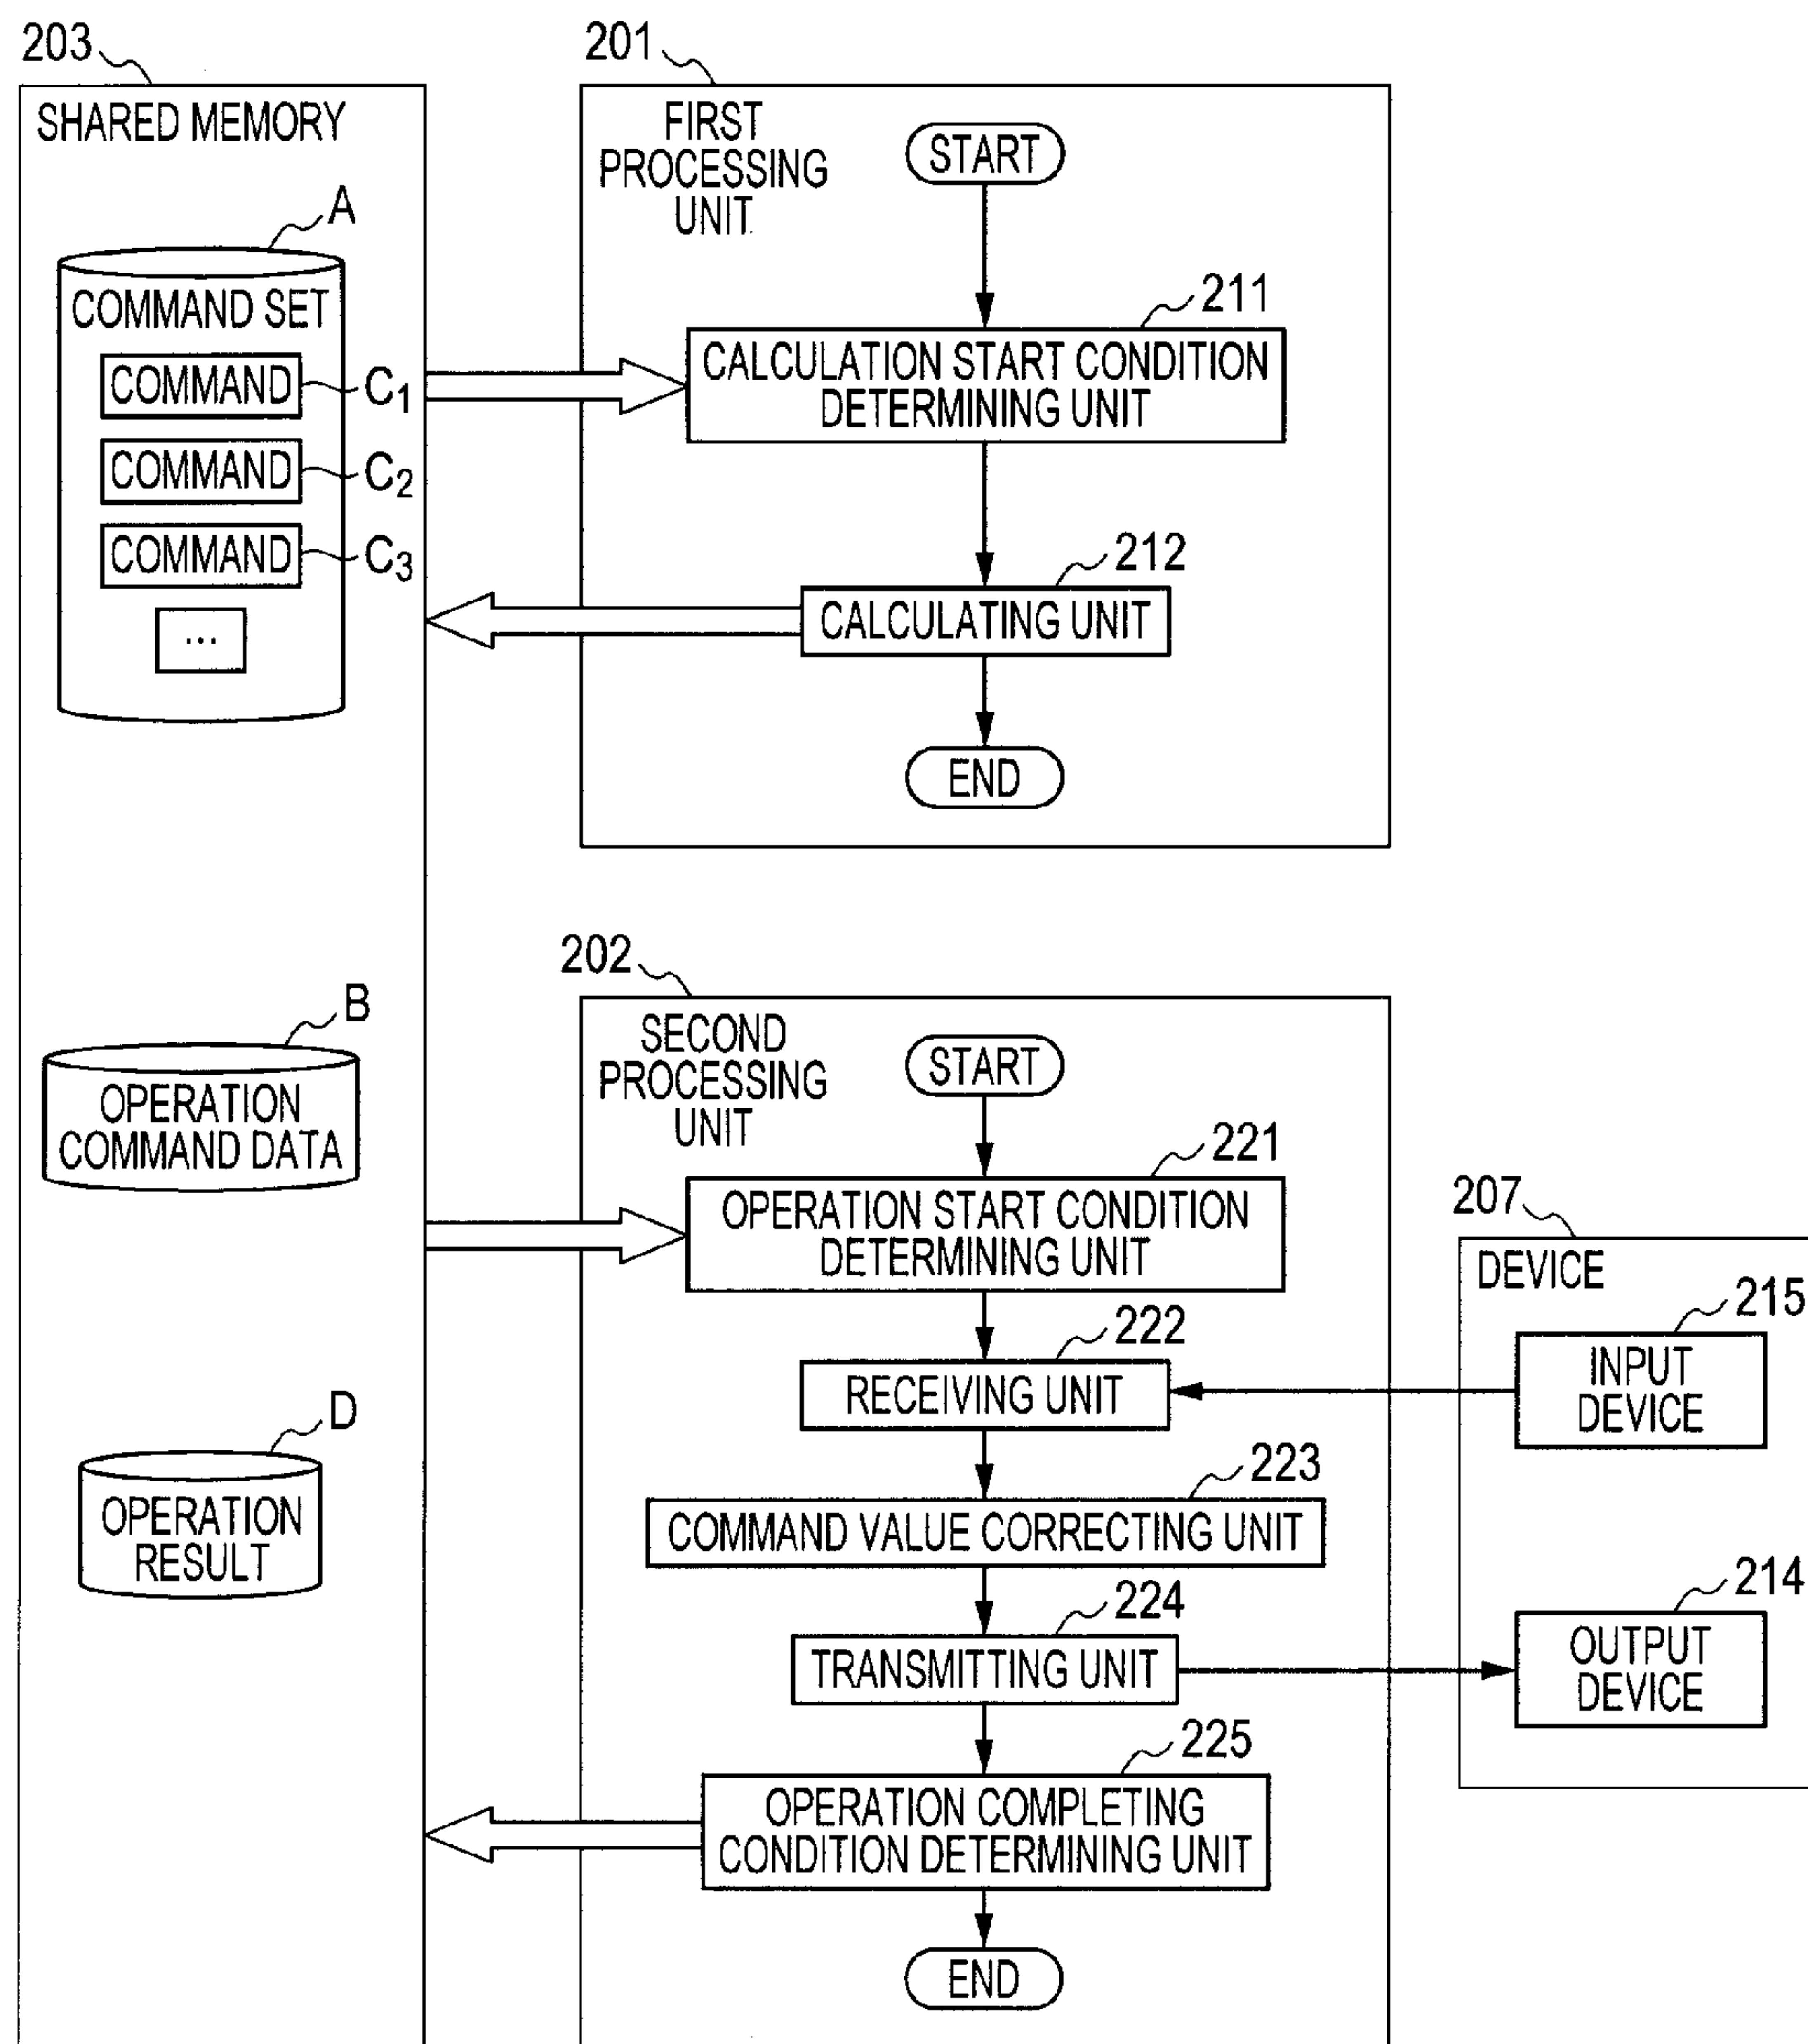 203
SHARED MEMORY
A
COMMAND SET
COMMAND
C1
COMMAND
C2
COMMAND
C3
...
B
OPERATION
COMMAND DATA
D
OPERATION
RESULT
201
FIRST
PROCESSING
UNIT
START
211
CALCULATION START CONDITION
DETERMINING UNIT
212
CALCULATING UNIT
END
202
SECOND
PROCESSING
UNIT
START
221
OPERATION START CONDITION
DETERMINING UNIT
222
RECEIVING UNIT
223
COMMAND VALUE CORRECTING UNIT
224
TRANSMITTING UNIT
225
OPERATION COMPLETING
CONDITION DETERMINING UNIT
END
207
DEVICE
215
INPUT
DEVICE
214
OUTPUT
DEVICE